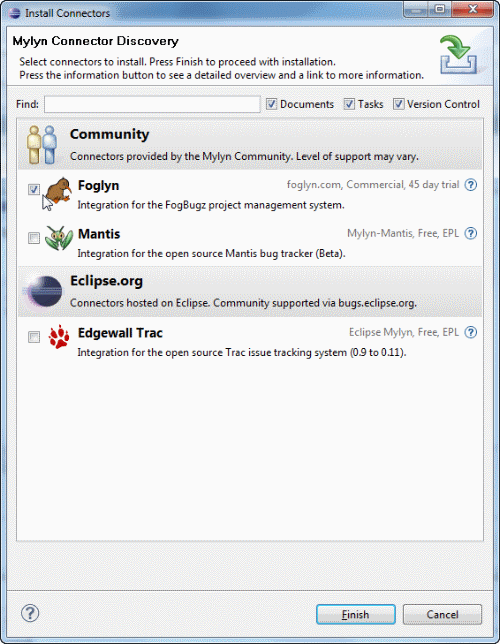 Install Connectors
Mylyn Connector Discovery
Select connectors to install. Press Finish to proceed with installation.
Press the information button to see a detailed overview and a link to more information.
Find: Documents Tasks Version Control
Community
Connectors provided by the Mylyn Community. Level of support may vary.
Foglyn foglyn.com, Commercial, 45 day trial ?
Integration for the FogBugz project management system.
Mantis Mylyn-Mantis, Free, EPL ?
Integration for the open source Mantis bug tracker (Beta).
Eclipse.org
Connectors hosted on Eclipse. Community supported via bugs.eclipse.org.
Edgewall Trac Eclipse Mylyn, Free, EPL ?
Integration for the open source Trac issue tracking system (0.9 to 0.11).
? Finish Cancel